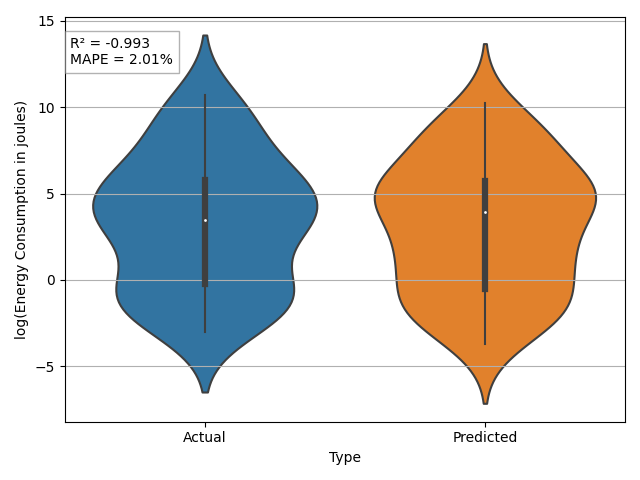 R² = -0.993
MAPE = 2.01%
15
10
5
0
−5
log(Energy Consumption in joules)
Actual
Predicted
Type